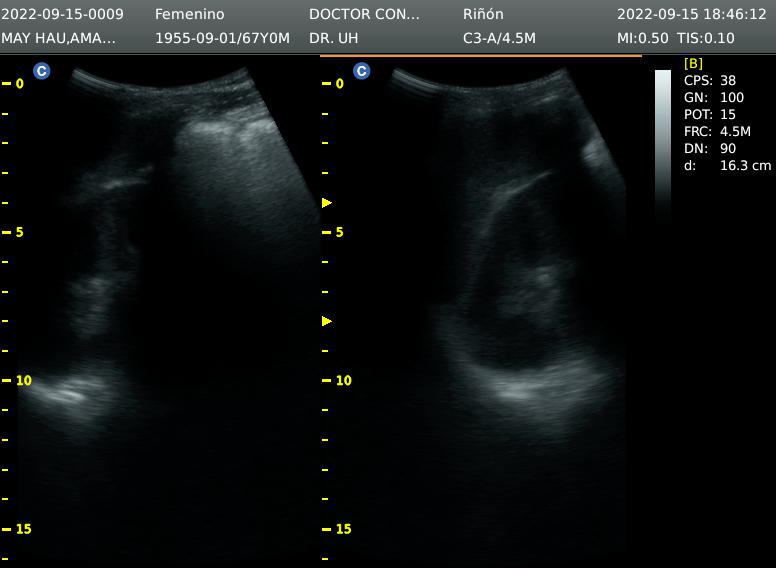 2022-09-15-0009 Femenino DOCTOR CON... Riñón 2022-09-15 18:46:12
MAY HAU,AMA... 1955-09-01/67Y0M DR. UH C3-A/4.5M MI:0.50 TIS:0.10
C
C
[B]
CPS: 38
GN: 100
POT: 15
FRC: 4.5M
DN: 90
d: 16.3 cm
0
5
10
15
0
5
10
15